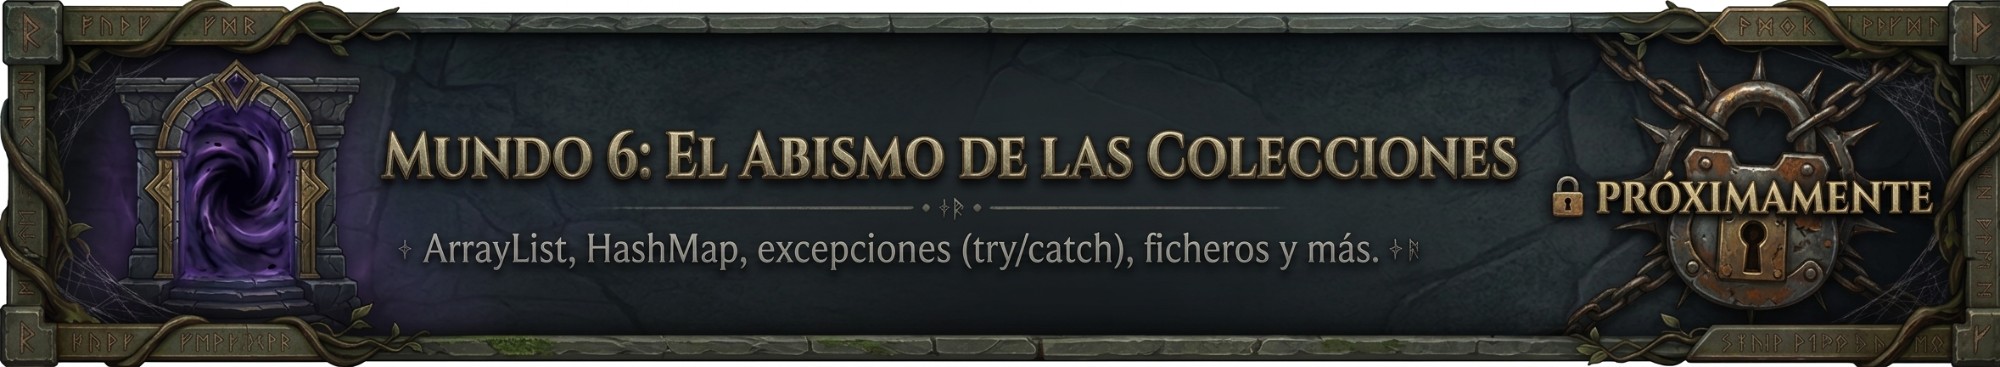 MUNDO 6: EL ABISMO DE LAS COLECCIONES
ArrayList, HashMap, excepciones (try/catch), ficheros y más.
PRÓXIMAMENTE